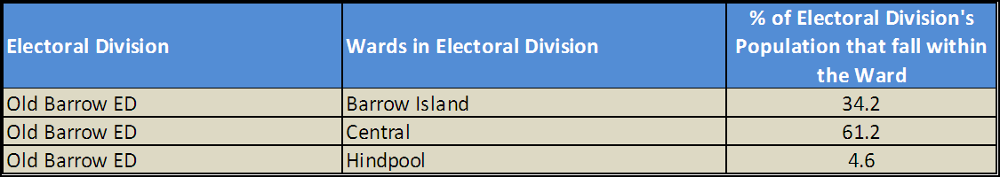 Electoral Division Wards in Electoral Division % of Electoral Division's
Population that fall within
the Ward
Old Barrow ED Barrow Island 34.2
Old Barrow ED Central 61.2
Old Barrow ED Hindpool 4.6